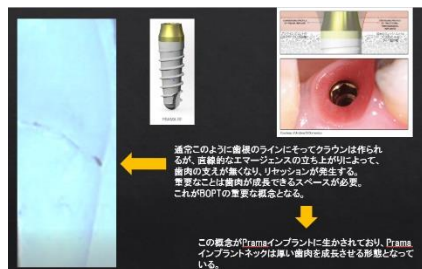 PRAMA RF
通常このように歯根のラインにそってクラウンは作られ
るが、直線的なエマージェンスの立ち上がりによって、
歯肉の支えが無くなり、リセッションが発生する。
重要なことは歯肉が成長できるスペースが必要。
これがBOPTの重要な概念となる。
この概念がPramaインプラントに生かされており、Prama
インプラントネックは厚い歯肉を成長させる形態となって
いる。